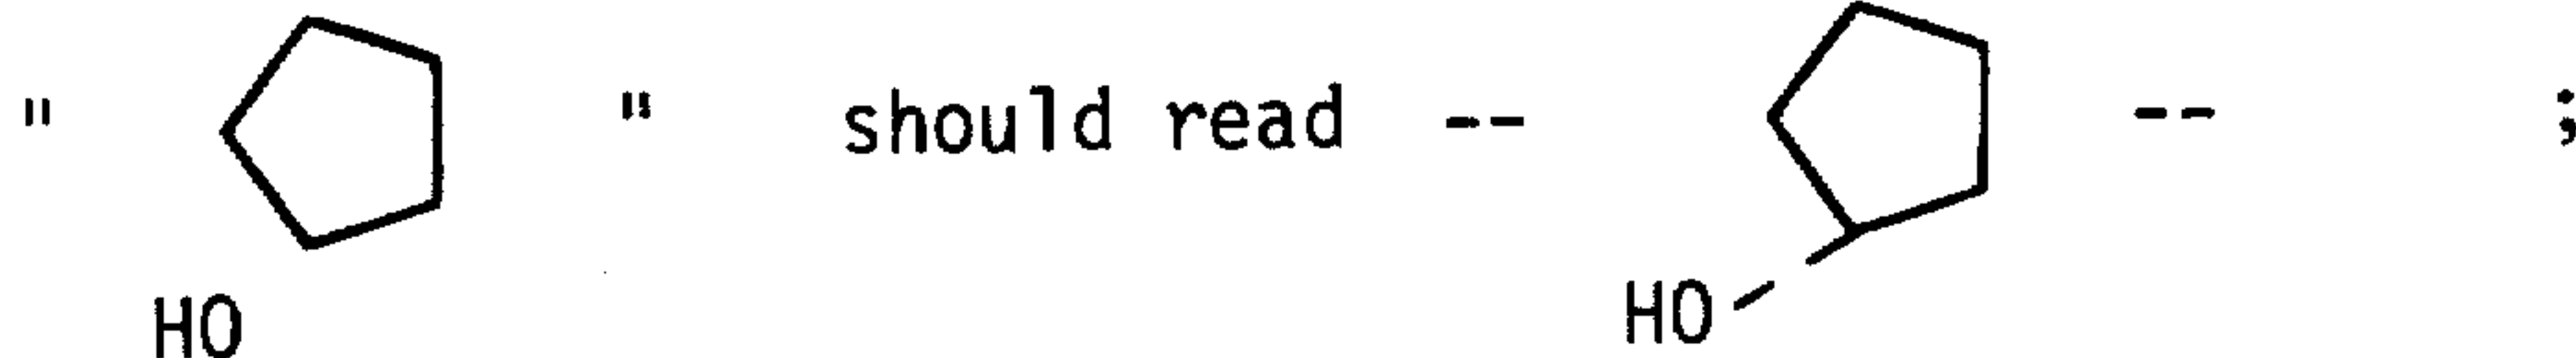 " " should read -- -- ;
HO HO